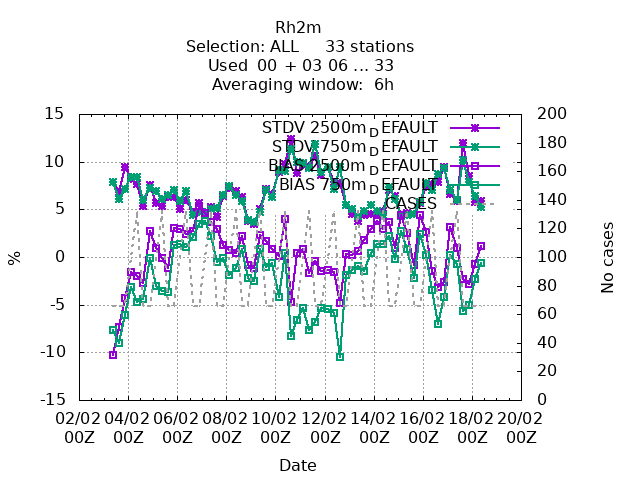 Rh2m
Selection: ALL 33 stations
Used 00 + 03 06 ... 33
Averaging window: 6h
15 200
STDV 2500m_DEFAULT
180
STDV 750m_DEFAULT
10 160
BIAS 2500m_DEFAULT
BIAS 750m_DEFAULT
CASES
140
5
120
% 0 100 No cases
80
-5
60
40
-10
20
-15 0
02/02 04/02 06/02 08/02 10/02 12/02 14/02 16/02 18/02 20/02
00Z 00Z 00Z 00Z 00Z 00Z 00Z 00Z 00Z 00Z
Date